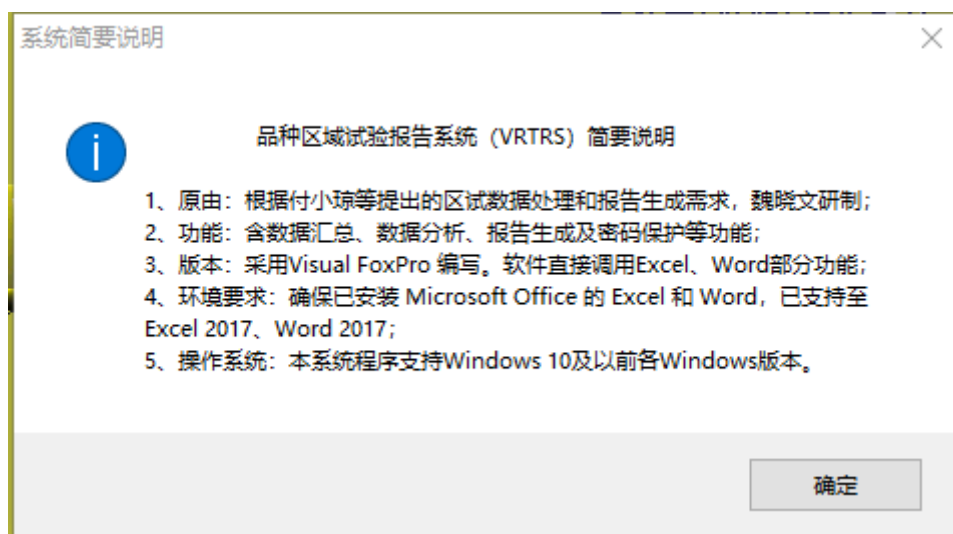 系统简要说明
品种区域试验报告系统（VRTRS）简要说明
1、原由：根据付小琼等提出的区试数据处理和报告生成需求，魏晓文研制；
2、功能：含数据汇总、数据分析、报告生成及密码保护等功能；
3、版本：采用Visual FoxPro 编写。软件直接调用Excel、Word部分功能；
4、环境要求：确保已安装 Microsoft Office 的 Excel 和 Word，已支持至
Excel 2017、Word 2017；
5、操作系统：本系统程序支持Windows 10及以前各Windows版本。
确定